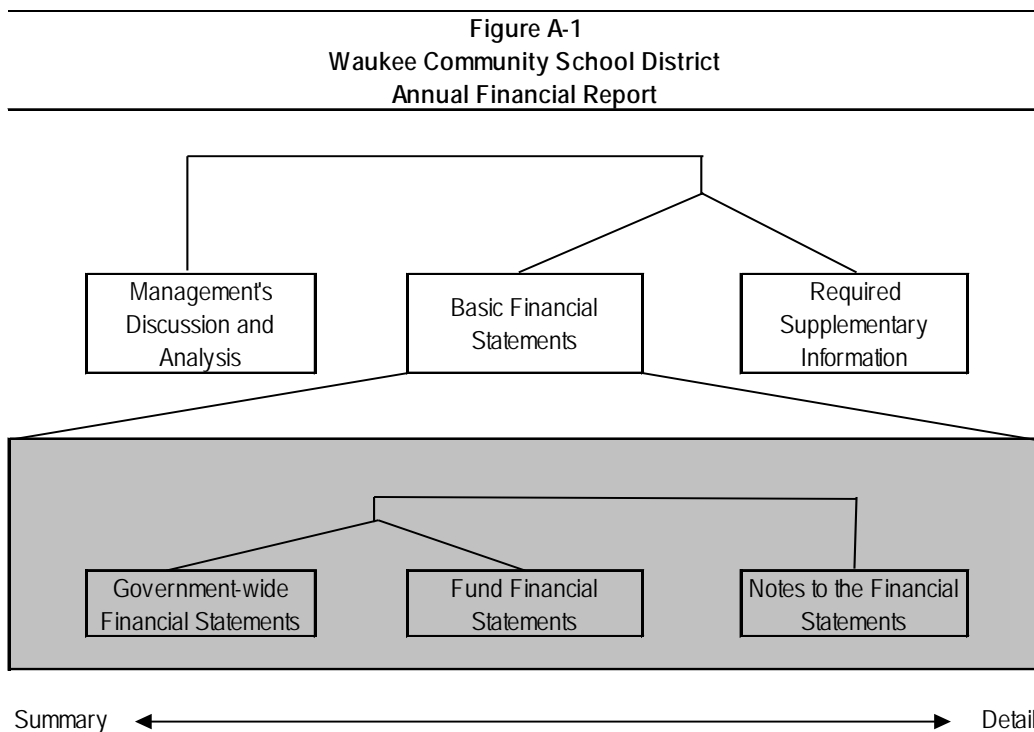 Figure A-1
Waukee Community School District
Annual Financial Report
Management's
Discussion and
Analysis
Basic Financial
Statements
Required
Supplementary
Information
Government-wide
Financial Statements
Fund Financial
Statements
Notes to the Financial
Statements
Summary
Detail